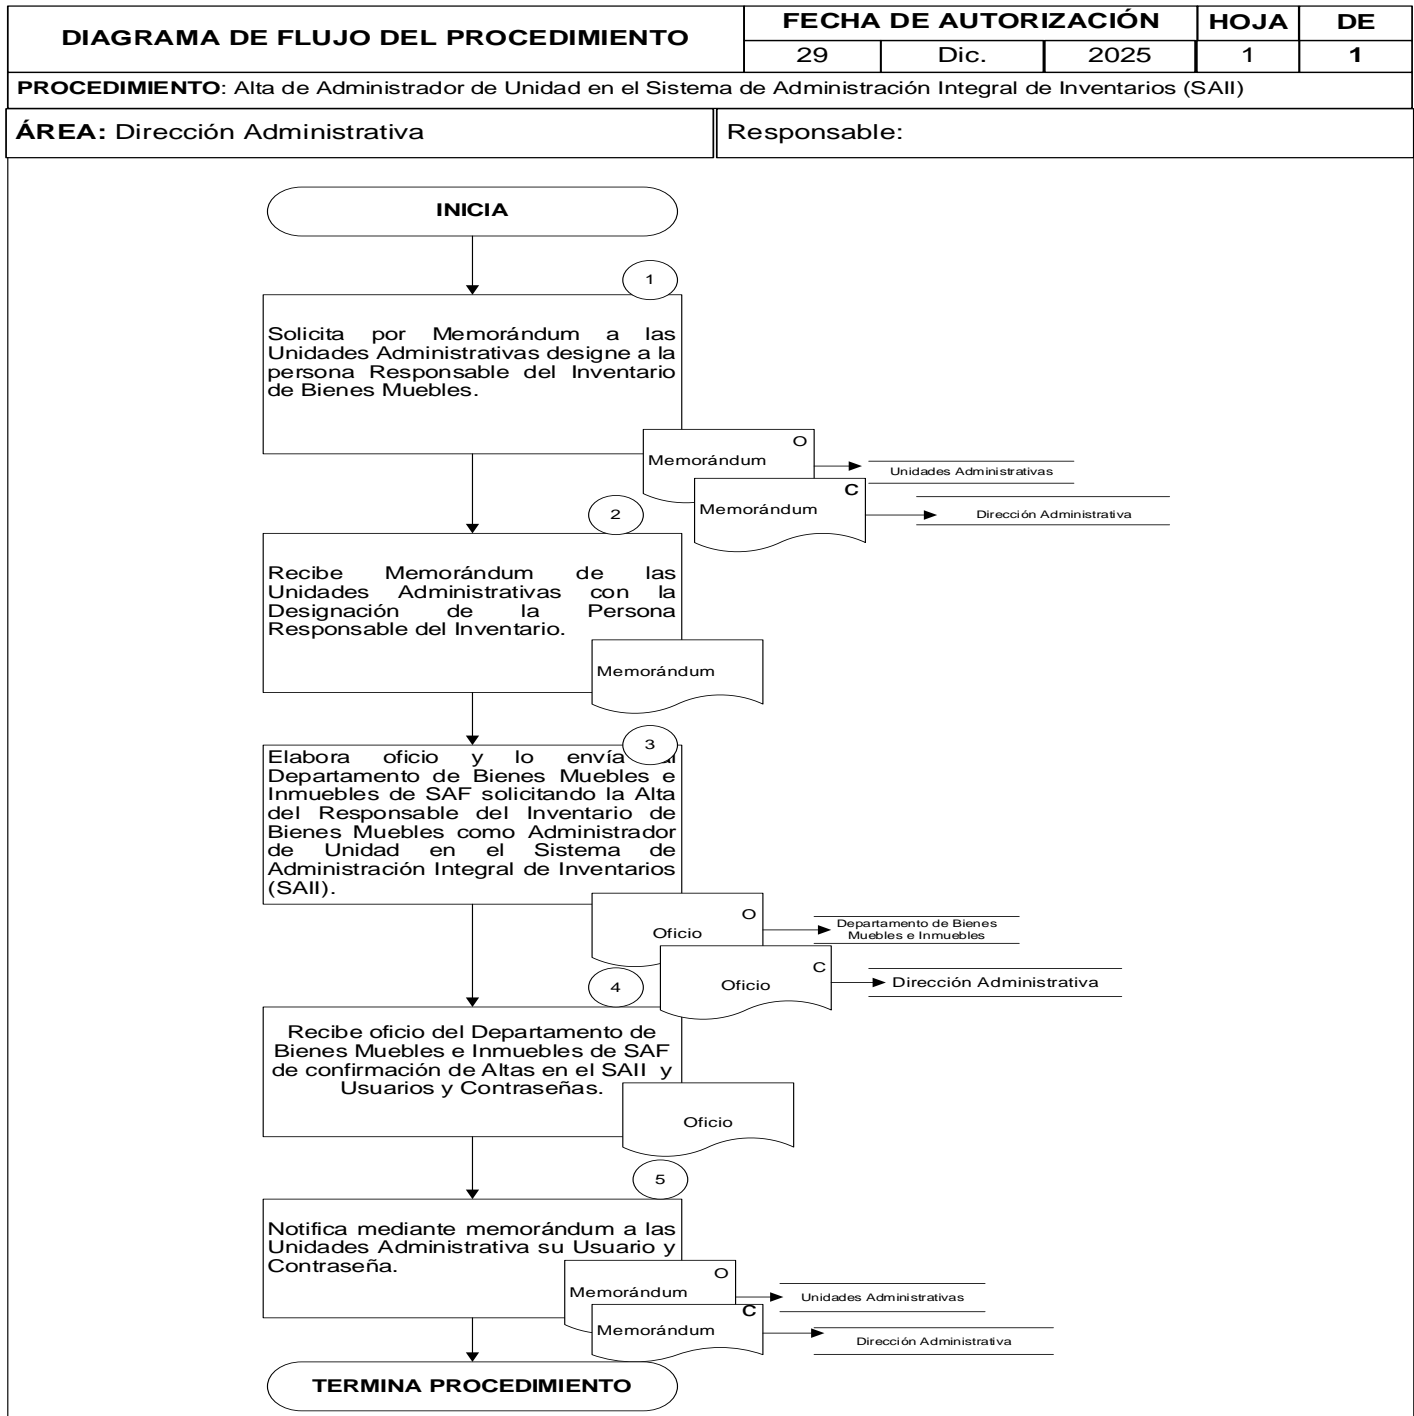 DIAGRAMA DE FLUJO DEL PROCEDIMIENTO
FECHA DE AUTORIZACIÓN
HOJA
DE
29
Dic.
2025
1
1
PROCEDIMIENTO: Alta de Administrador de Unidad en el Sistema de Administración Integral de Inventarios (SAII)
ÁREA: Dirección Administrativa
Responsable:
INICIA
1
Solicita por Memorándum a las
Unidades Administrativas designe a la
persona Responsable del Inventario
de Bienes Muebles.
O
Memorándum
Unidades Administrativas
C
Memorándum
Dirección Administrativa
2
Recibe Memorándum de las
Unidades Administrativas con la
Designación de la Persona
Responsable del Inventario.
Memorándum
3
Elabora oficio y lo envía al
Departamento de Bienes Muebles e
Inmuebles de SAF solicitando la Alta
del Responsable del Inventario de
Bienes Muebles como Administrador
de Unidad en el Sistema de
Administración Integral de Inventarios
(SAII).
O
Oficio
Departamento de Bienes
Muebles e Inmuebles
C
Oficio
Dirección Administrativa
4
Recibe oficio del Departamento de
Bienes Muebles e Inmuebles de SAF
de confirmación de Altas en el SAII y
Usuarios y Contraseñas.
Oficio
5
Notifica mediante memorándum a las
Unidades Administrativa su Usuario y
Contraseña.
O
Memorándum
Unidades Administrativas
C
Memorándum
Dirección Administrativa
TERMINA PROCEDIMIENTO